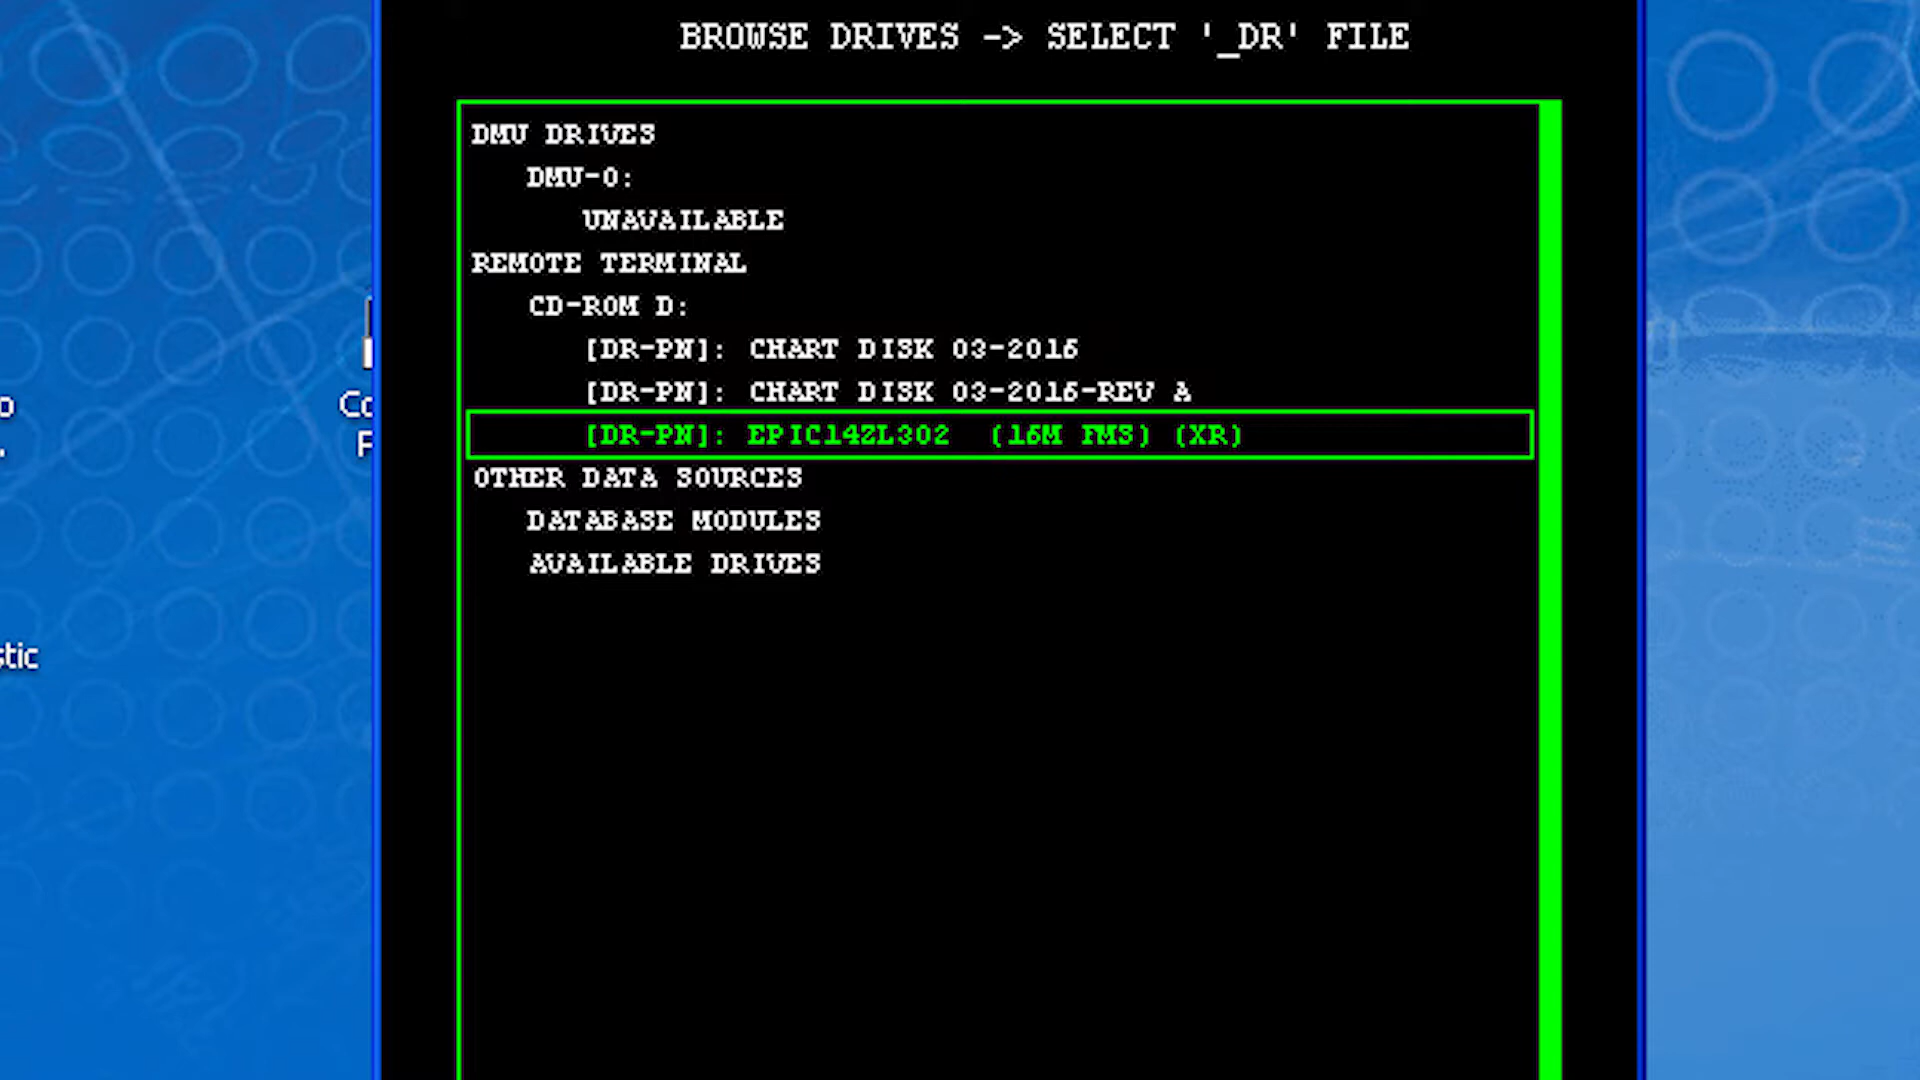 BROWSE DRIVES -> SELECT '_DR' FILE
DMU DRIVES
DMU-0:
UNAVAILABLE
REMOTE TERMINAL
CD-ROM D:
[DR-PN]: CHART DISK 03-2016
[DR-PN]: CHART DISK 03-2016-REV A
[DR-PN]: EPIC14ZL302 (16M FMS) (XR)
OTHER DATA SOURCES
DATABASE MODULES
AVAILABLE DRIVES